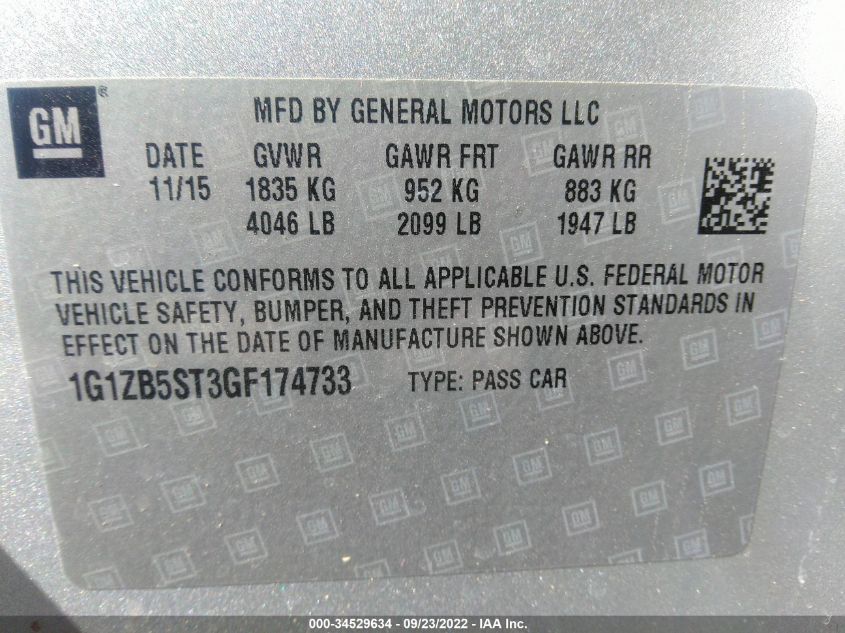 GM ®
MFD BY GENERAL MOTORS LLC
DATE GVWR GAWR FRT GAWR RR
11/15 1835 KG 952 KG 883 KG
4046 LB 2099 LB 1947 LB
THIS VEHICLE CONFORMS TO ALL APPLICABLE U.S. FEDERAL MOTOR
VEHICLE SAFETY, BUMPER, AND THEFT PREVENTION STANDARDS IN
EFFECT ON THE DATE OF MANUFACTURE SHOWN ABOVE.
1G1ZB5ST3GF174733 TYPE: PASS CAR
000-34529634 - 09/23/2022 - IAA Inc.